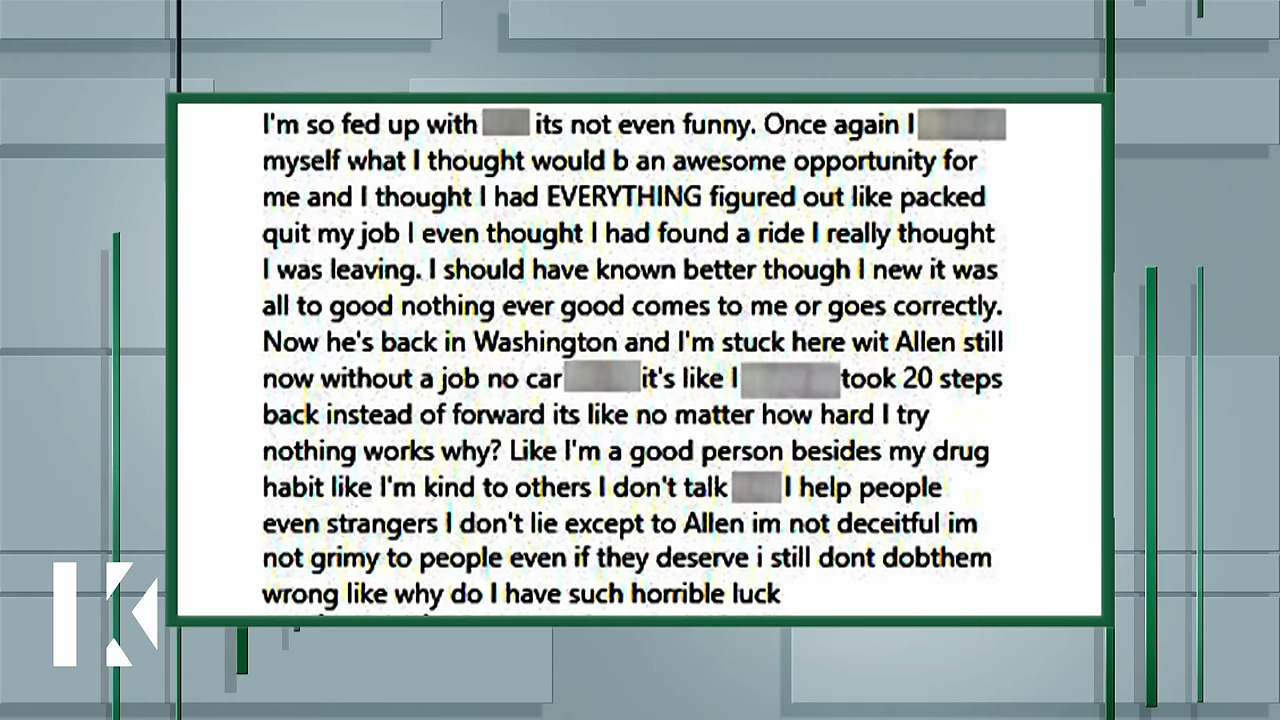 I'm so fed up with its not even funny. Once again I
myself what I thought would b an awesome opportunity for
me and I thought I had EVERYTHING figured out like packed
quit my job I even thought I had found a ride I really thought
I was leaving. I should have known better though I new it was
all to good nothing ever good comes to me or goes correctly.
Now he's back in Washington and I'm stuck here wit Allen still
now without a job no car it's like I took 20 steps
back instead of forward its like no matter how hard I try
nothing works why? Like I'm a good person besides my drug
habit like I'm kind to others I don't talk I help people
even strangers I don't lie except to Allen im not deceitful im
not grimy to people even if they deserve i still dont dobthem
wrong like why do I have such horrible luck
K